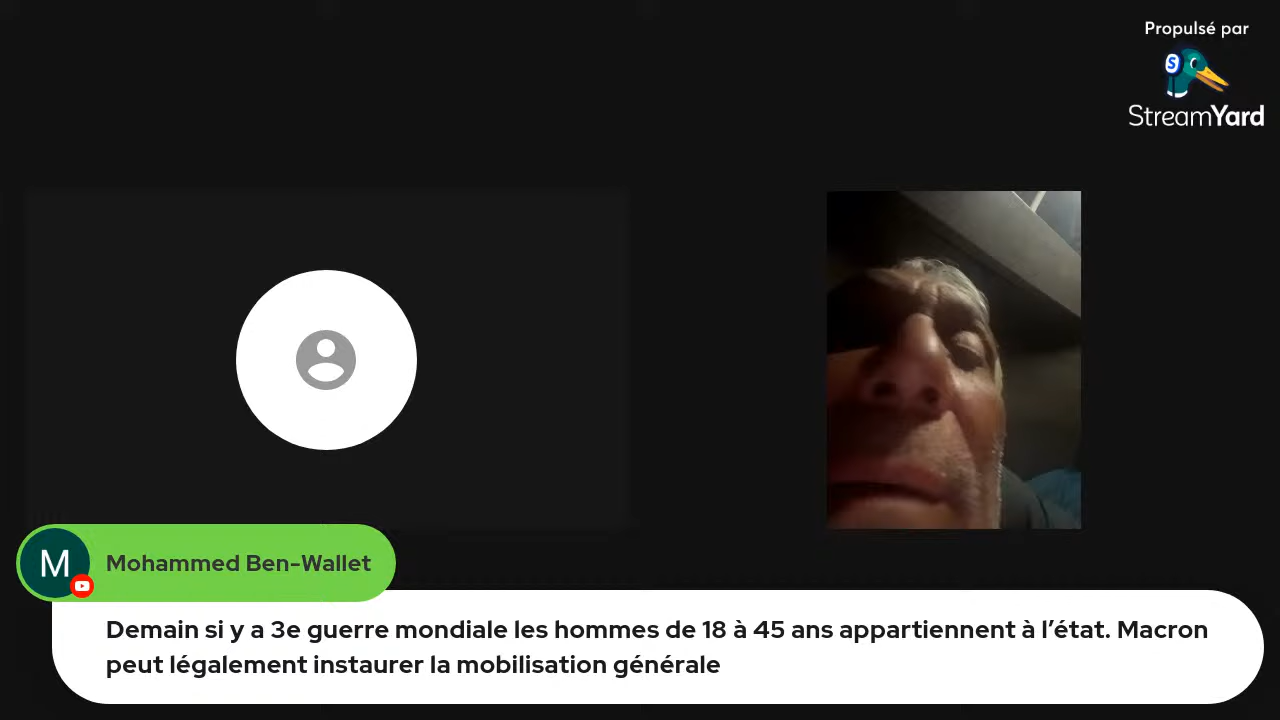 Propulsé par
S
StreamYard
M
Mohammed Ben-Wallet
Demain si y a 3e guerre mondiale les hommes de 18 à 45 ans appartiennent à l’état. Macron
peut légalement instaurer la mobilisation générale